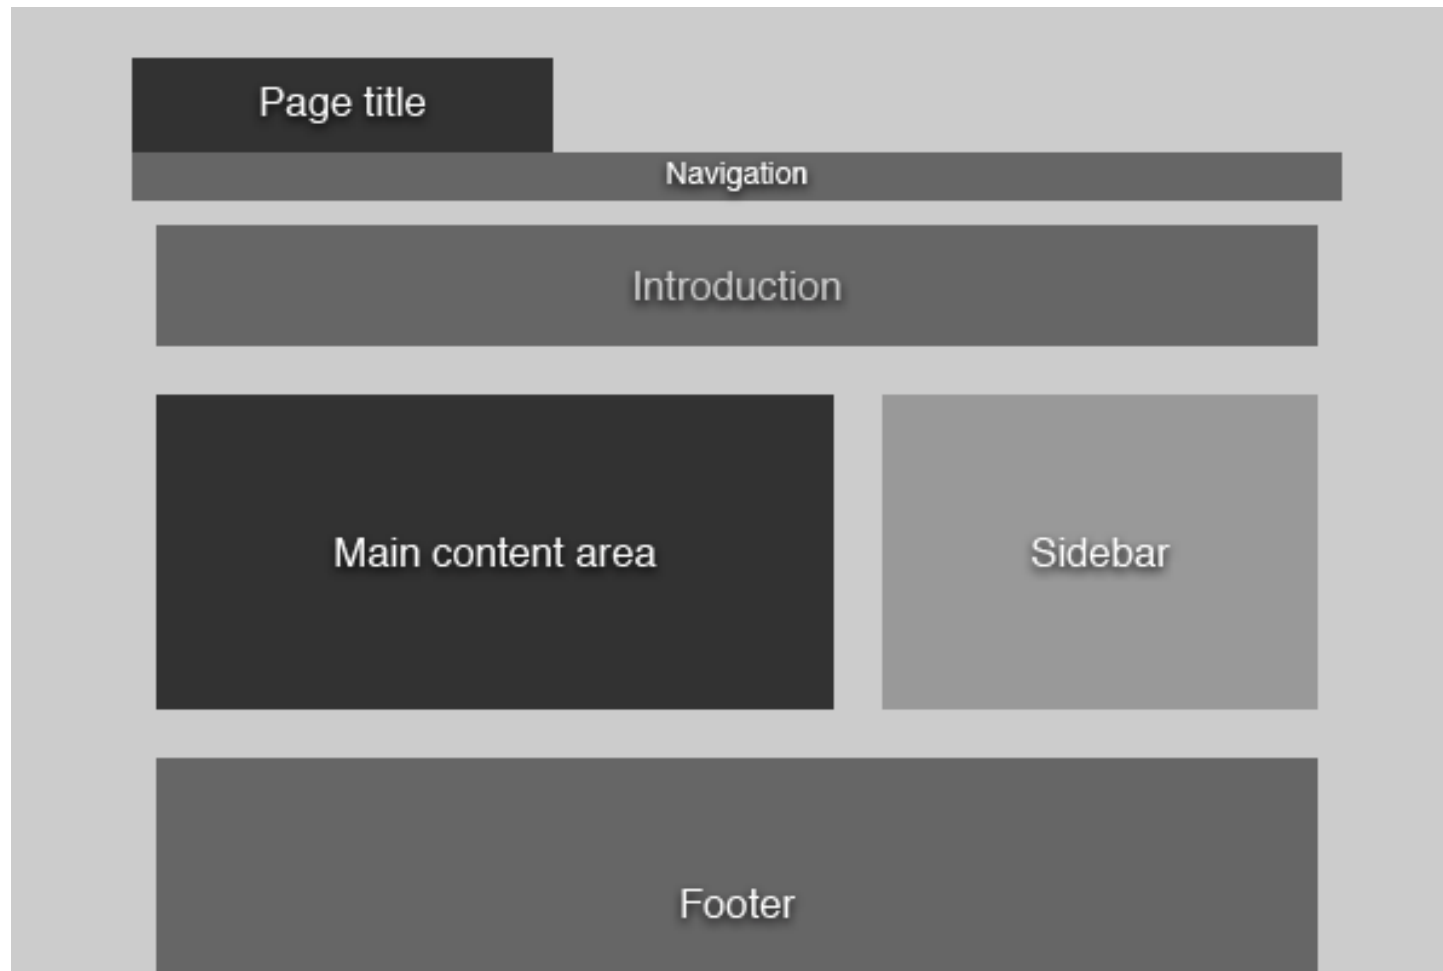 Page title
Navigation
Introduction
Main content area
Sidebar
Footer